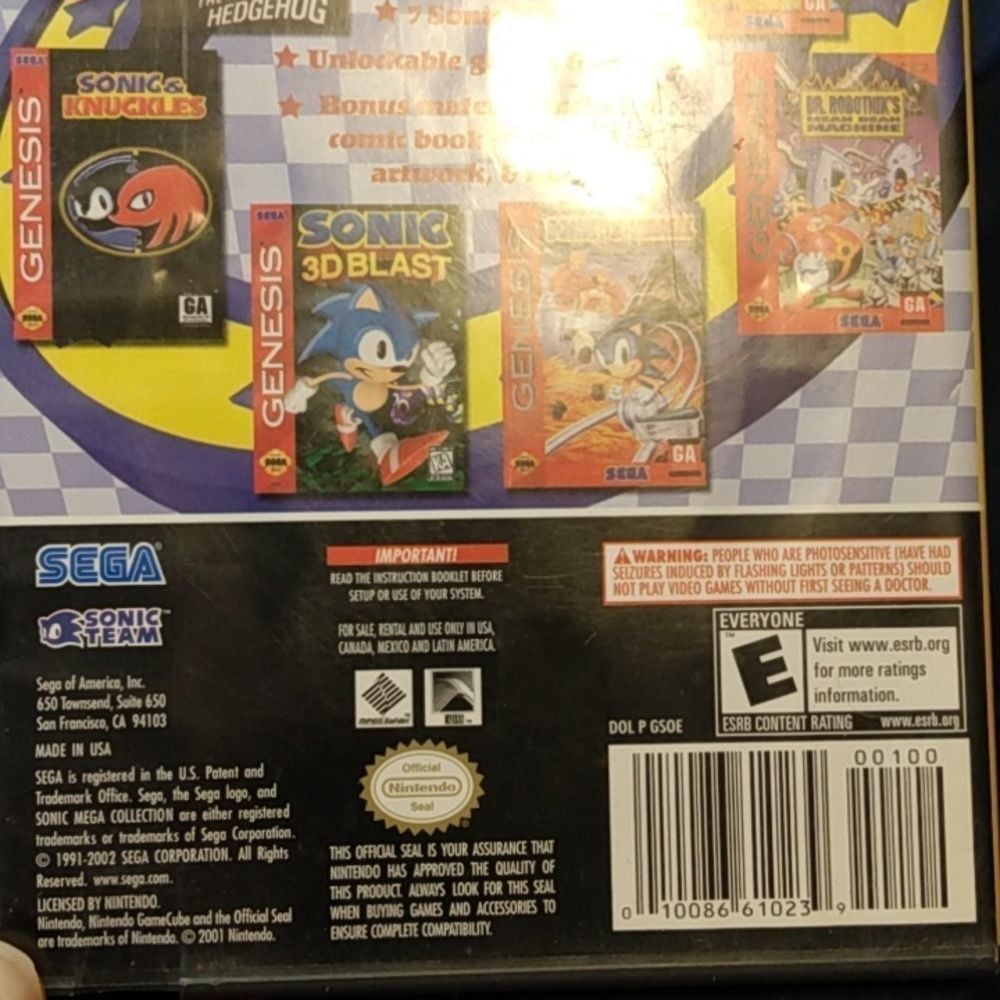 HEDGEHOG
7 Sonic
GA
SEGA
Unlockable
Bonus
comic book
artwork, &
SEGA
GENESIS
SONIC &
KNUCKLES
GA
SEGA
GENESIS
SONIC
3D BLAST
KA
GENESIS
GA
SEGA
DR. ROBOTNIK'S
MEAN BEAN
MACHINE
GA
SEGA
SEGA
SONIC
TEAM™
Sega of America, Inc.
650 Townsend, Suite 650
San Francisco, CA 94103
MADE IN USA
SEGA is registered in the U.S. Patent and
Trademark Office. Sega, the Sega logo, and
SONIC MEGA COLLECTION are either registered
trademarks or trademarks of Sega Corporation.
© 1991-2002 SEGA CORPORATION. All Rights
Reserved. www.sega.com.
LICENSED BY NINTENDO.
Nintendo, Nintendo GameCube and the Official Seal
are trademarks of Nintendo. © 2001 Nintendo.
IMPORTANT!
READ THE INSTRUCTION BOOKLET BEFORE
SETUP OR USE OF YOUR SYSTEM.
FOR SALE, RENTAL AND USE ONLY IN USA,
CANADA, MEXICO AND LATIN AMERICA.
Official
Nintendo
Seal
THIS OFFICIAL SEAL IS YOUR ASSURANCE THAT
NINTENDO HAS APPROVED THE QUALITY OF
THIS PRODUCT. ALWAYS LOOK FOR THIS SEAL
WHEN BUYING GAMES AND ACCESSORIES TO
ENSURE COMPLETE COMPATIBILITY.
WARNING: PEOPLE WHO ARE PHOTOSENSITIVE (HAVE HAD
SEIZURES INDUCED BY FLASHING LIGHTS OR PATTERNS) SHOULD
NOT PLAY VIDEO GAMES WITHOUT FIRST SEEING A DOCTOR.
EVERYONE
E
Visit www.esrb.org
for more ratings
information.
ESRB CONTENT RATING www.esrb.org
DOL P GSOE
00100
0 10086 61023 9